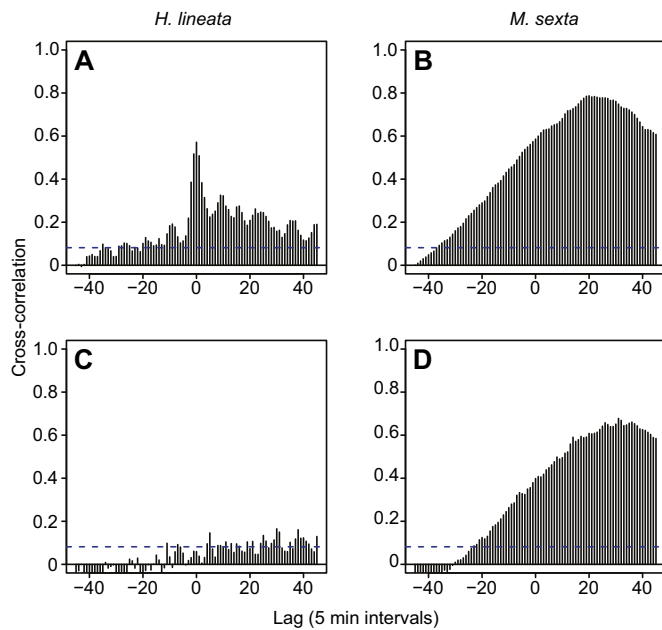 H. lineata M. sexta
A B
1.0 1.0
0.8 0.8
0.6 0.6
0.4 0.4
0.2 0.2
0 0
−40 −20 0 20 40 −40 −20 0 20 40
Cross-correlation
C D
1.0 1.0
0.8 0.8
0.6 0.6
0.4 0.4
0.2 0.2
0 0
−40 −20 0 20 40 −40 −20 0 20 40
Lag (5 min intervals)